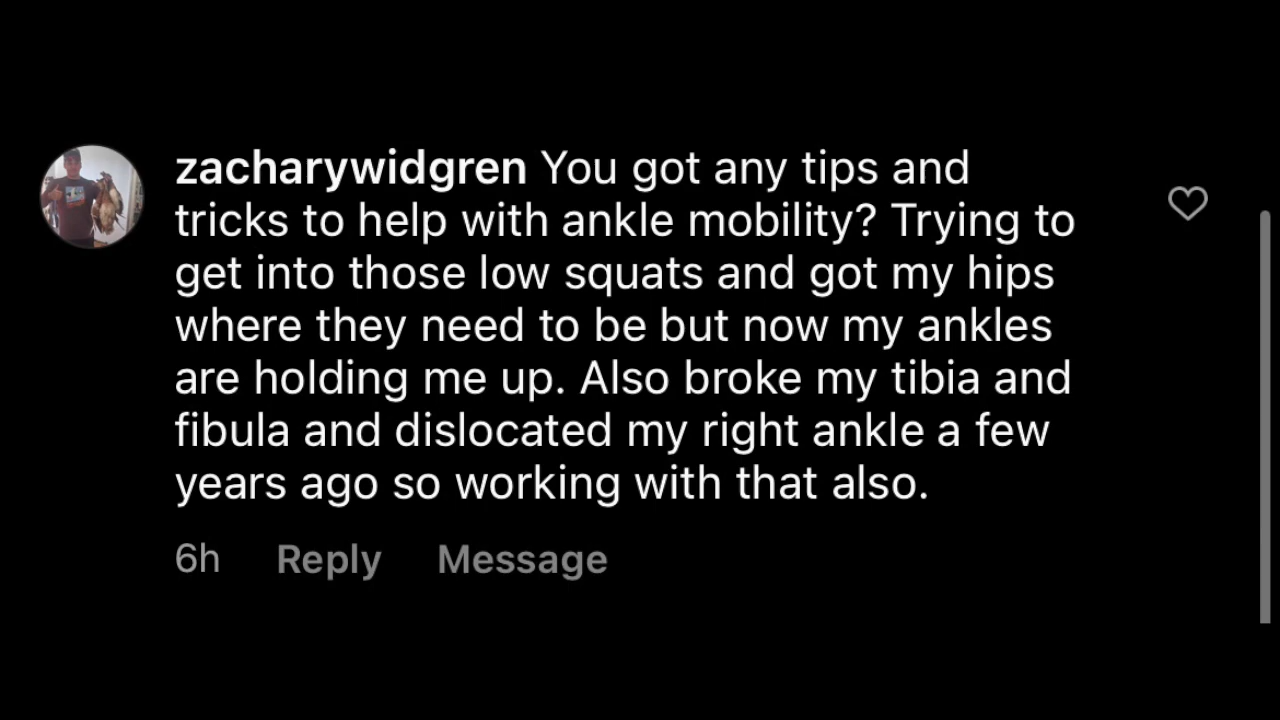 zacharywidgren You got any tips and
tricks to help with ankle mobility? Trying to
get into those low squats and got my hips
where they need to be but now my ankles
are holding me up. Also broke my tibia and
fibula and dislocated my right ankle a few
years ago so working with that also.
6h Reply Message